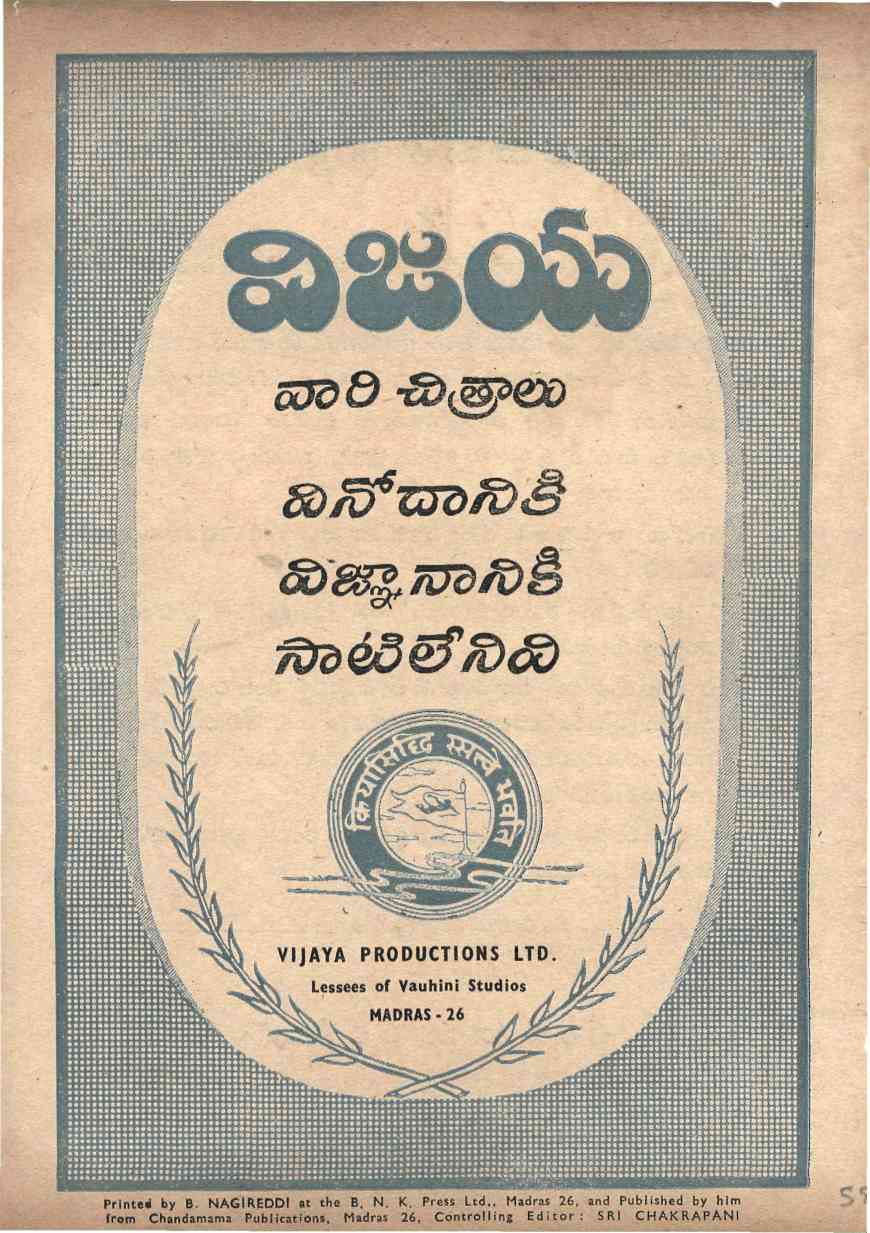 విజయ
వారి చిత్రాలు
వినోదానికి
విజ్ఞానానికి
సాటిలేనివి
क्रियासिद्धि स्सत्वे भवति
VIJAYA PRODUCTIONS LTD.
Lessees of Vauhini Studios
MADRAS - 26
Printed by B. NAGIREDDI at the B. N. K. Press Ltd., Madras 26, and Published by him
from Chandamama Publications, Madras 26, Controlling Editor: SRI CHAKRAPANI